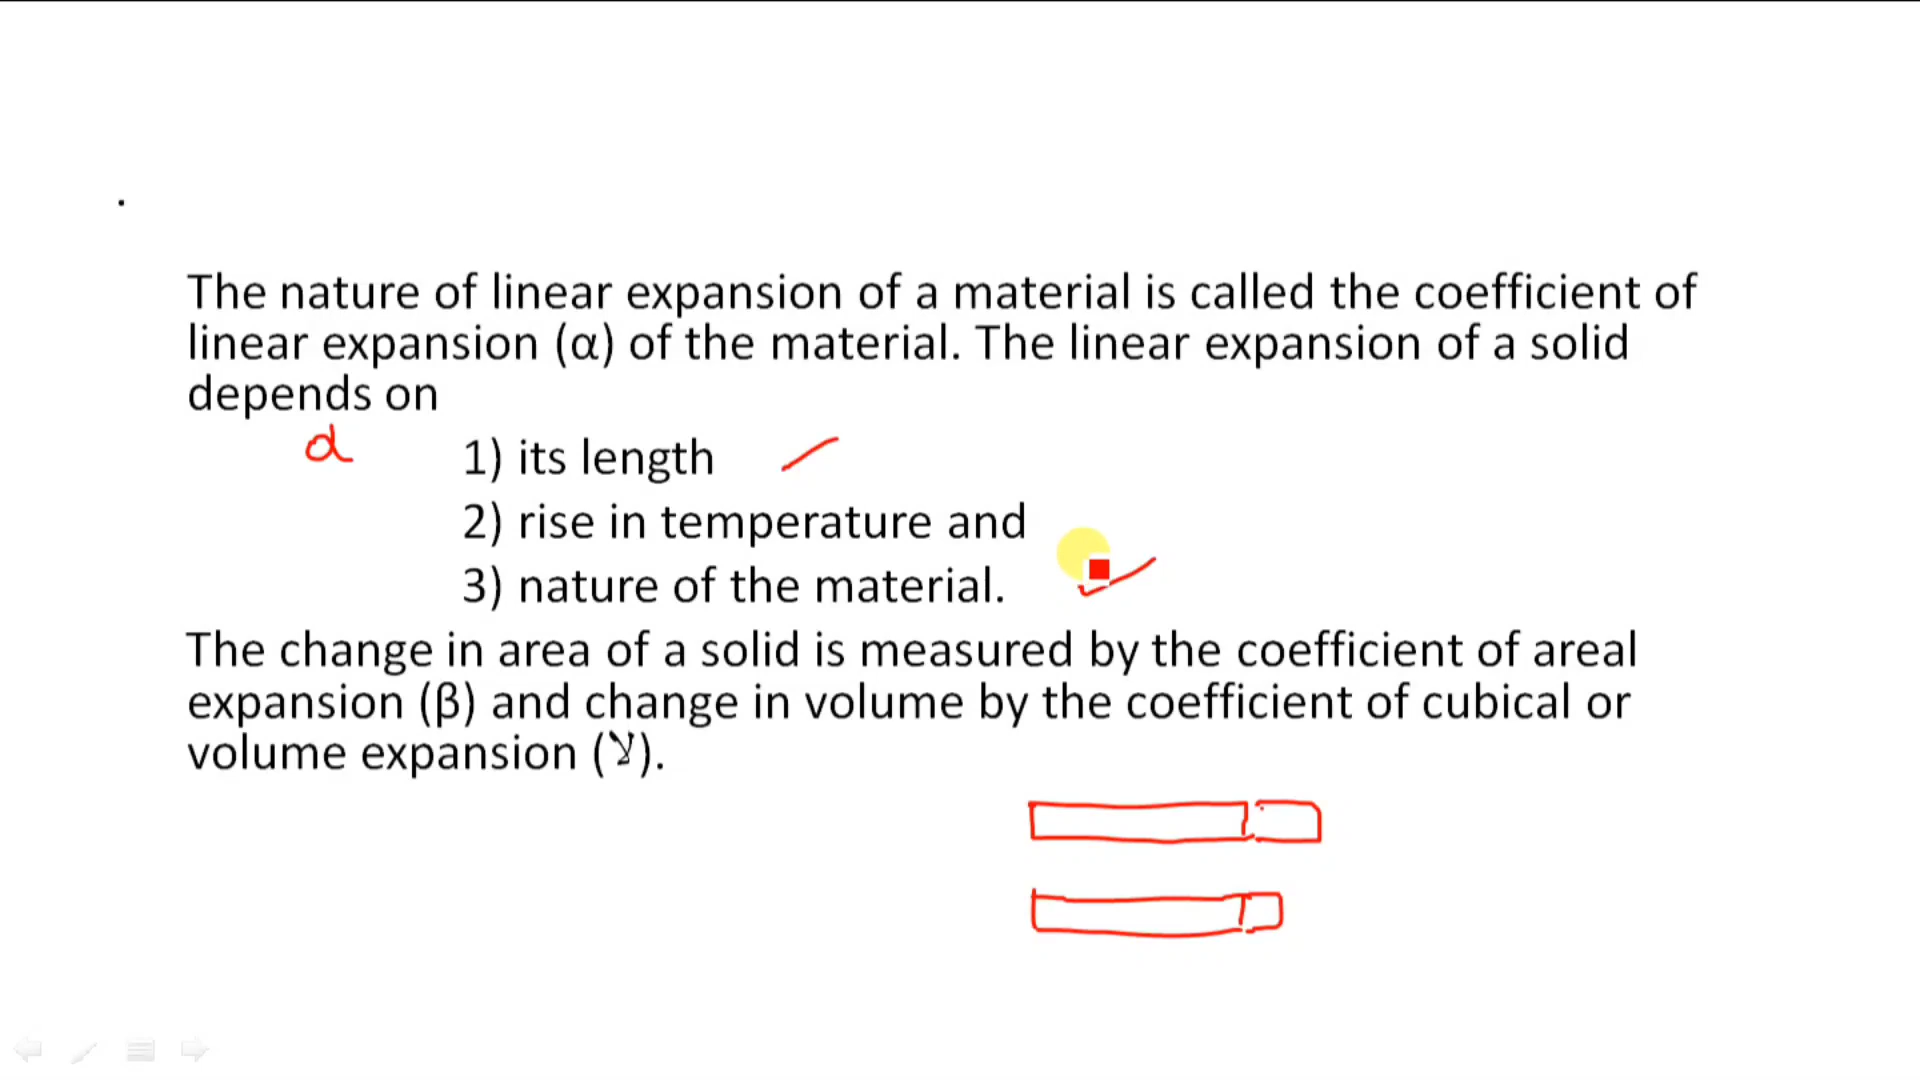 The nature of linear expansion of a material is called the coefficient of
linear expansion (α) of the material. The linear expansion of a solid
depends on
α
1) its length
2) rise in temperature and
3) nature of the material.
The change in area of a solid is measured by the coefficient of areal
expansion (β) and change in volume by the coefficient of cubical or
volume expansion (Ɣ).